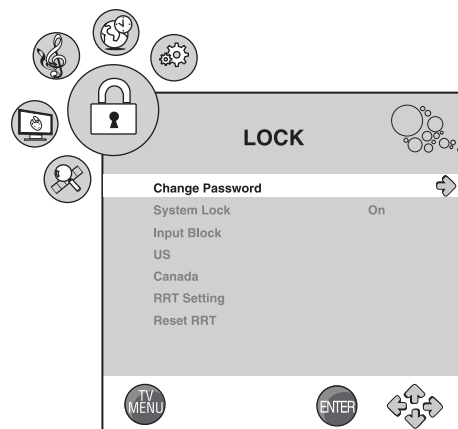 LOCK
Change Password
System Lock On
Input Block
US
Canada
RRT Setting
Reset RRT
TV
MENU
ENTER